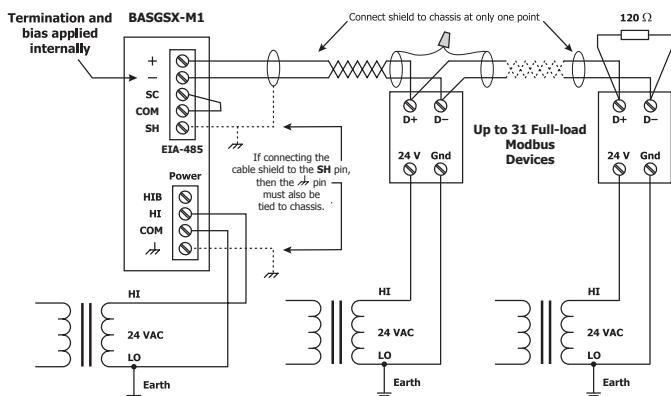 Termination and
bias applied
internally
BASGSX-M1
+
−
SC
COM
SH
EIA-485
Power
HIB
HI
COM
Connect shield to chassis at only one point
120 Ω
If connecting the
cable shield to the SH pin,
then the pin
must also be
tied to chassis.
D+ D−
24 V Gnd
Up to 31 Full-load
Modbus
Devices
D+ D−
24 V Gnd
HI
24 VAC
LO
Earth
HI
24 VAC
LO
Earth
HI
24 VAC
LO
Earth